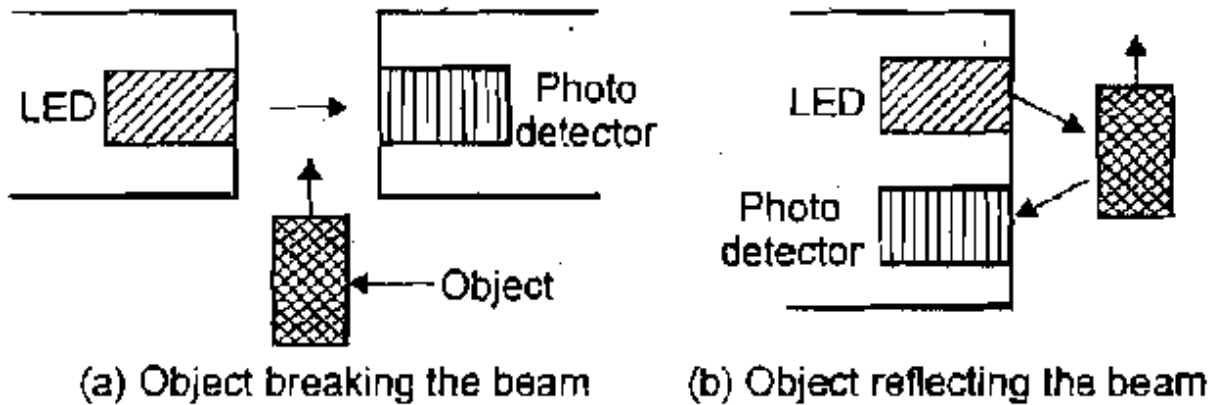 LED
Photo
detector
Object
(a) Object breaking the beam
LED
Photo
detector
(b) Object reflecting the beam